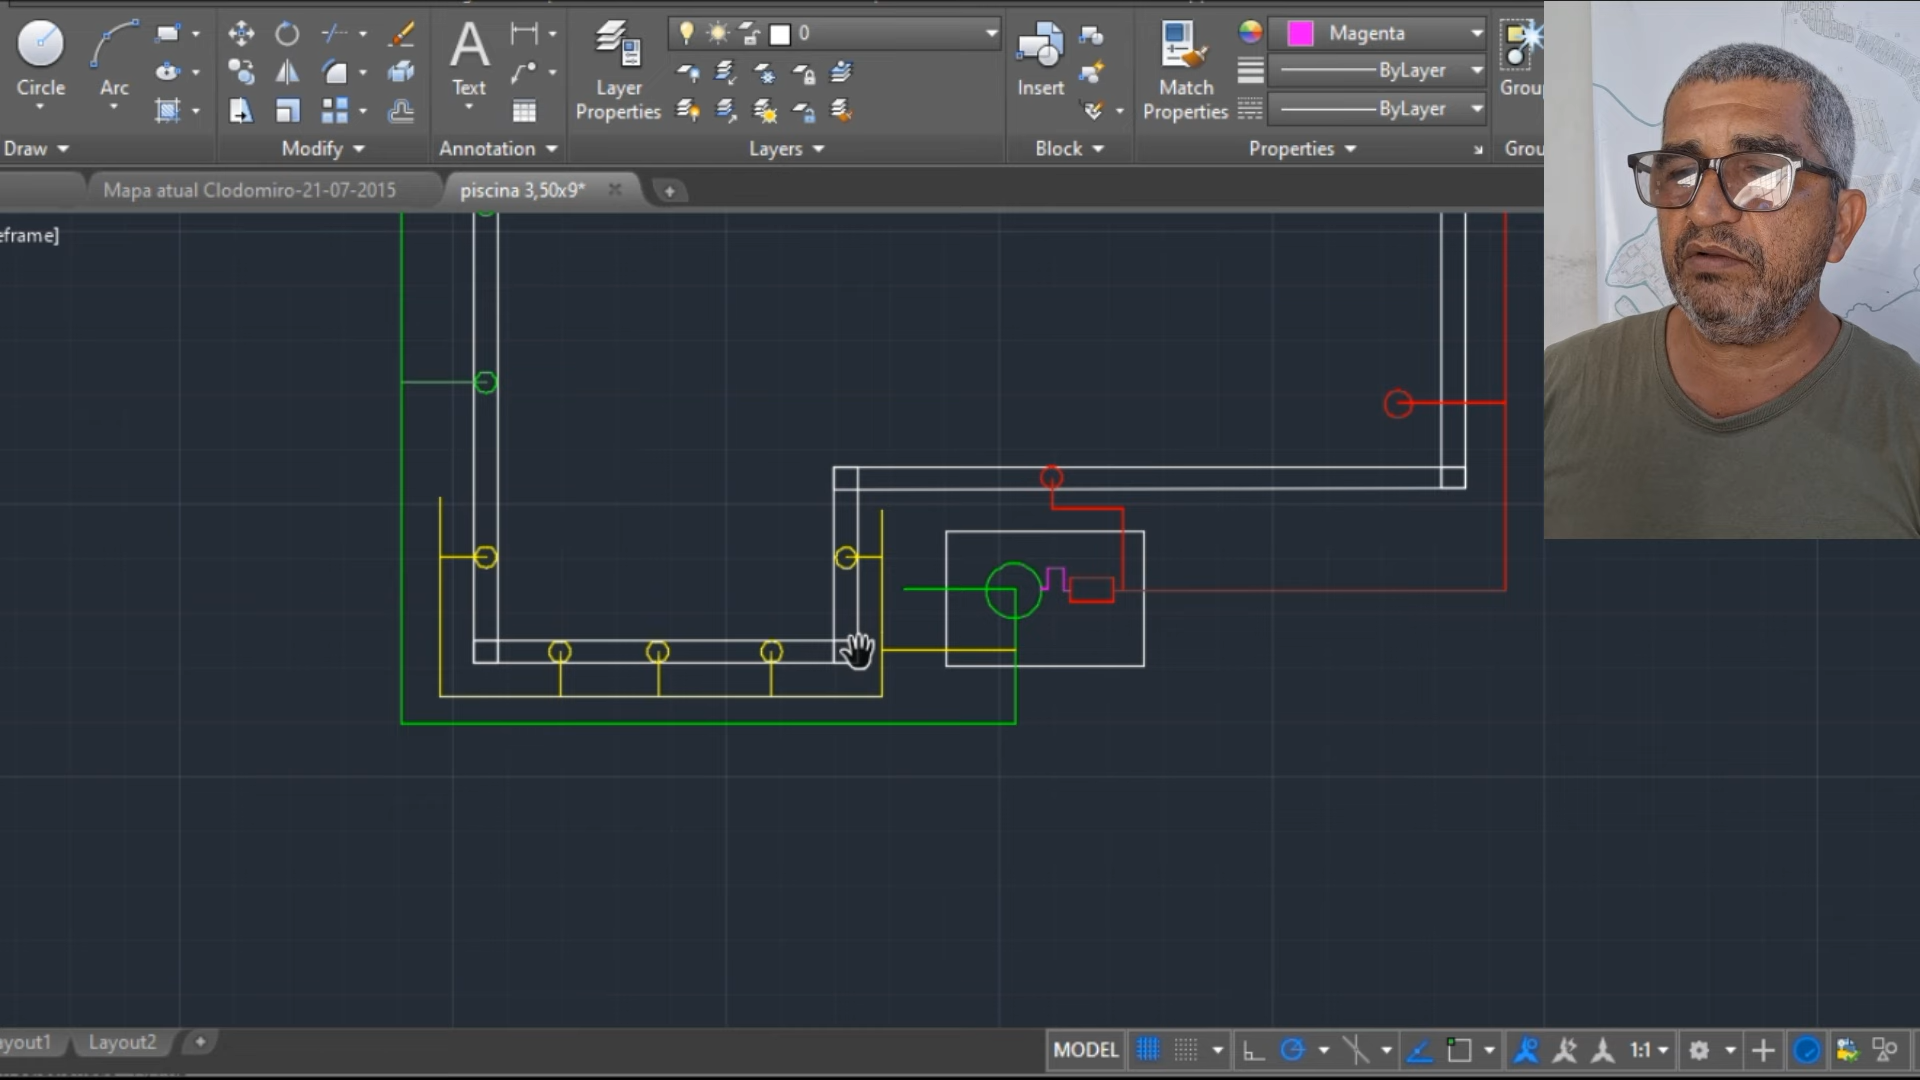 0
Magenta
ByLayer
ByLayer
Circle
Arc
Text
Layer
Properties
Insert
Match
Properties
Grou
Draw
Modify
Annotation
Layers
Block
Properties
Grou
Mapa atual Clodomiro-21-07-2015
piscina 3,50x9*
eframe]
ayout1
Layout2
MODEL
1:1